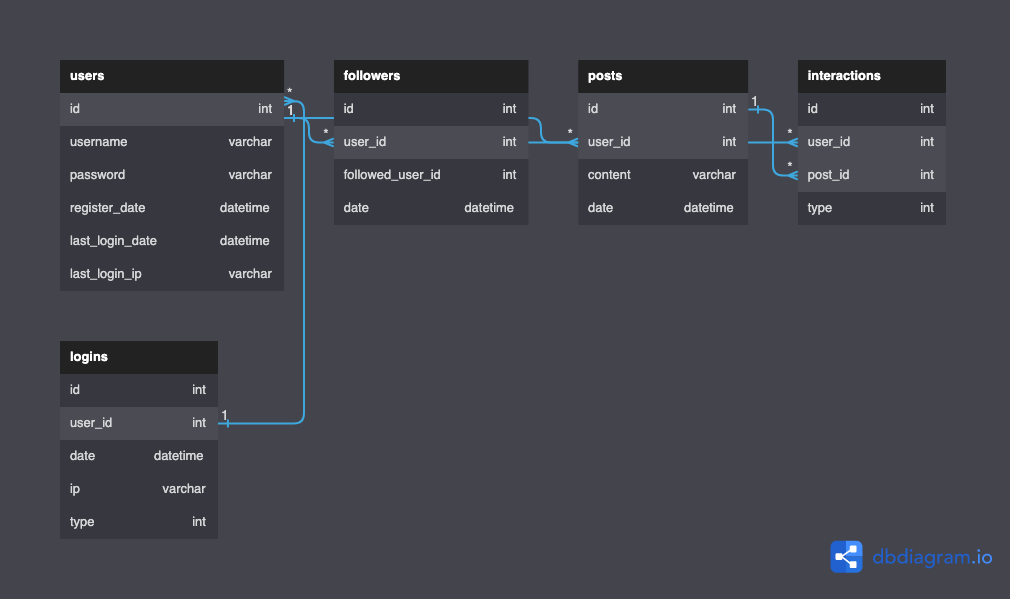 users
id int
username varchar
password varchar
register_date datetime
last_login_date datetime
last_login_ip varchar
* 1
followers
id int
* user_id int
followed_user_id int
date datetime
posts
id int
* user_id int
content varchar
date datetime
1
interactions
id int
* user_id int
* post_id int
type int
logins
id int
user_id int 1
date datetime
ip varchar
type int
dbdiagram.io